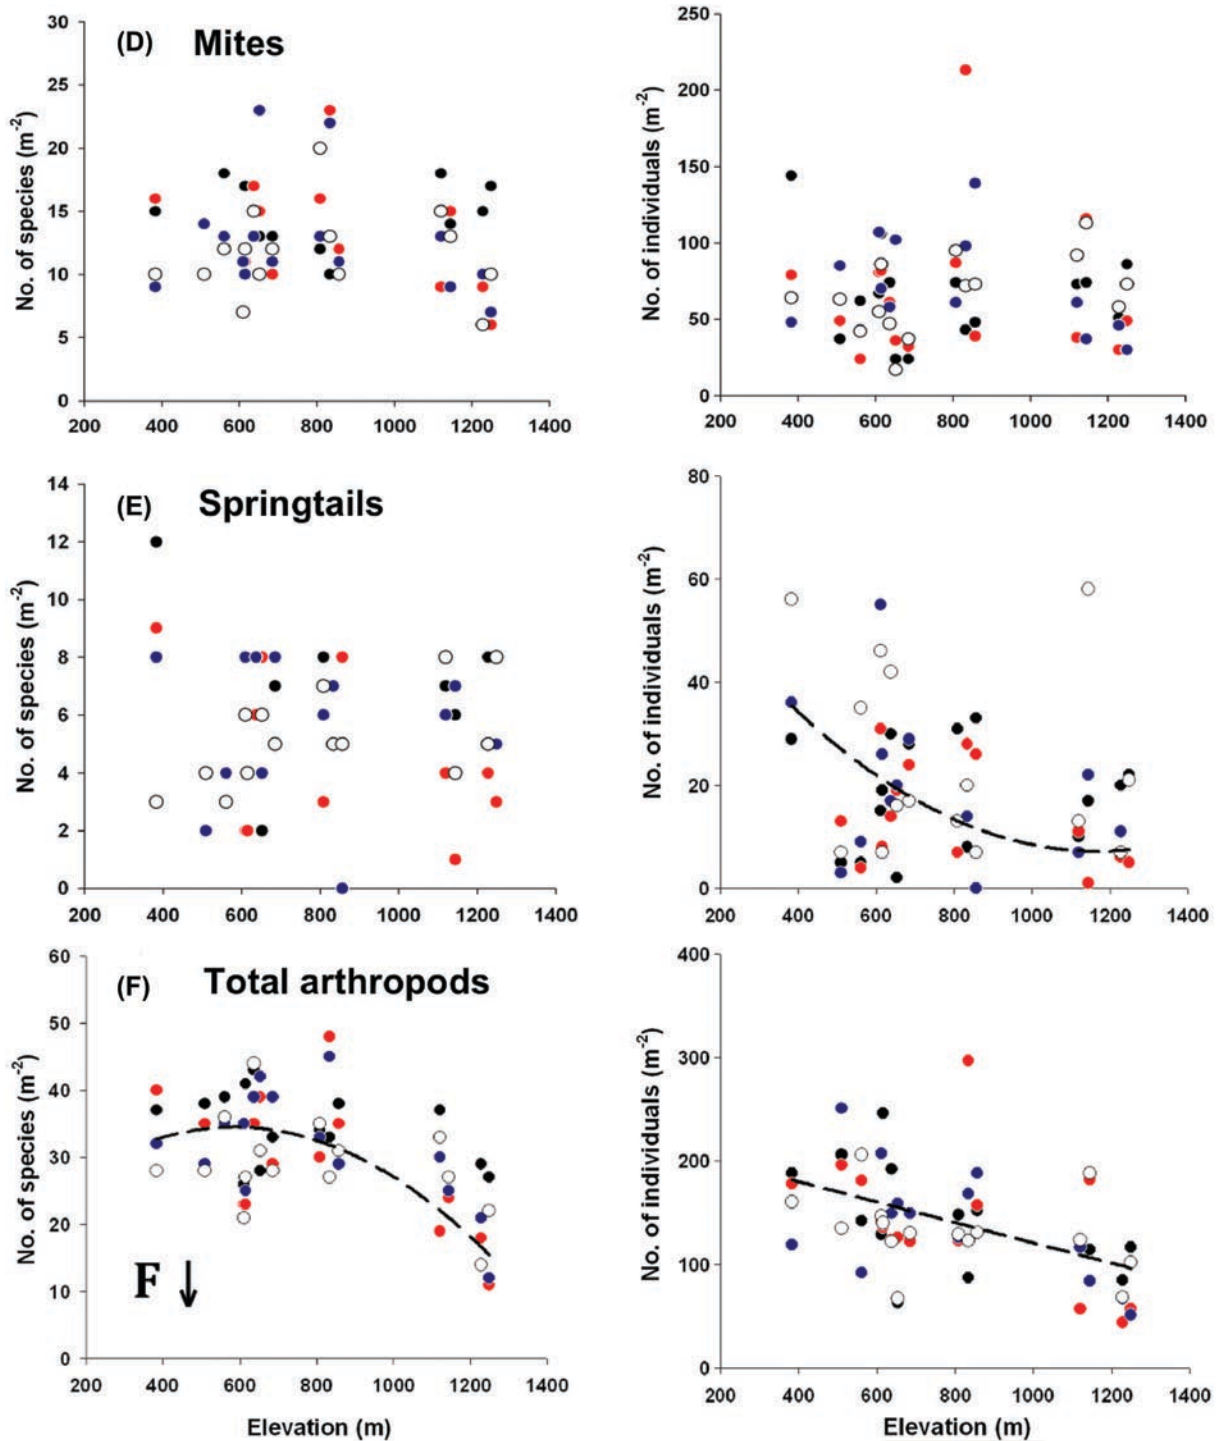 (D) Mites
No. of species (m⁻²)
30
25
20
15
10
5
0
200 400 600 800 1000 1200 1400
No. of individuals (m⁻²)
250
200
150
100
50
0
200 400 600 800 1000 1200 1400
(E) Springtails
No. of species (m⁻²)
14
12
10
8
6
4
2
0
200 400 600 800 1000 1200 1400
No. of individuals (m⁻²)
80
60
40
20
0
200 400 600 800 1000 1200 1400
(F) Total arthropods
No. of species (m⁻²)
60
50
40
30
20
10
0
F ↓
200 400 600 800 1000 1200 1400
Elevation (m)
No. of individuals (m⁻²)
400
300
200
100
0
200 400 600 800 1000 1200 1400
Elevation (m)